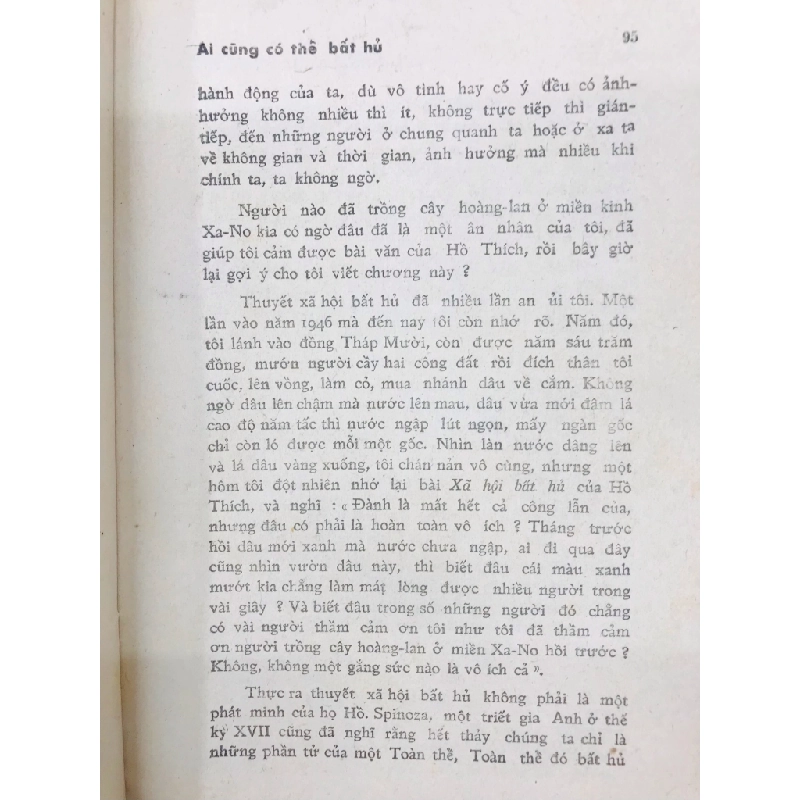 Ai cũng có thể bất hủ
95
hành động của ta, dù vô tình hay cố ý đều có ảnh-
hưởng không nhiều thì ít, không trực tiếp thì gián-
tiếp, đến những người ở chung quanh ta hoặc ở xa ta
về không gian và thời gian, ảnh hưởng mà nhiều khi
chính ta, ta không ngờ.
Người nào đã trồng cây hoàng-lan ở miền kinh
Xa-No kia có ngờ đâu đã là một ân nhân của tôi, đã
giúp tôi cảm được bài văn của Hồ Thích, rồi bây giờ
lại gợi ý cho tôi viết chương này ?
Thuyết xã hội bất hủ đã nhiều lần an ủi tôi. Một
lần vào năm 1946 mà đến nay tôi còn nhớ rõ. Năm đó,
tôi lánh vào đồng Tháp Mười, còn được năm sáu trăm
đồng, mướn người cầy hai công đất rồi đích thân tôi
cuốc, lên vồng, làm cỏ, mua nhánh dâu về cắm. Không
ngờ dâu lên chậm mà nước lên mau, dâu vừa mới đâm lá
cao độ năm tấc thì nước ngập lút ngọn, mấy ngàn gốc
chỉ còn ló được mỗi một gốc. Nhìn làn nước dâng lên
và lá dâu vàng xuống, tôi chán nản vô cùng, nhưng một
hôm tôi đột nhiên nhớ lại bài Xã hội bất hủ của Hồ
Thích, và nghĩ : « Đành là mất hết cả công lẫn của,
nhưng đâu có phải là hoàn toàn vô ích ? Tháng trước
hồi dâu mới xanh mà nước chưa ngập, ai đi qua đây
cũng nhìn vườn dâu này, thì biết đâu cái màu xanh
mướt kia chẳng làm mát lòng được nhiều người trong
vài giây ? Và biết đâu trong số những người đó chẳng
có vài người thầm cảm ơn tôi như tôi đã thầm cảm
ơn người trồng cây hoàng-lan ở miền Xa-No hồi trước ?
Không, không một gắng sức nào là vô ích cả ».
Thực ra thuyết xã hội bất hủ không phải là một
phát minh của họ Hồ. Spinoza, một triết gia Anh ở thế
kỷ XVII cũng đã nghĩ rằng hết thảy chúng ta chỉ là
những phần tử của một Toàn thể, Toàn thể đó bất hủ